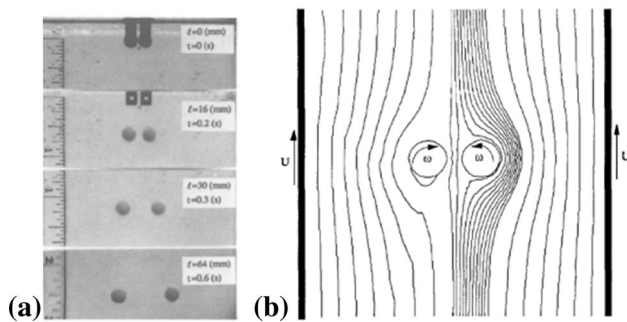 ℓ=0 (mm)
t=0 (s)
ℓ=16 (mm)
t=0.2 (s)
ℓ=30 (mm)
t=0.3 (s)
ℓ=64 (mm)
t=0.6 (s)
(a)
U
ω
ω
U
(b)